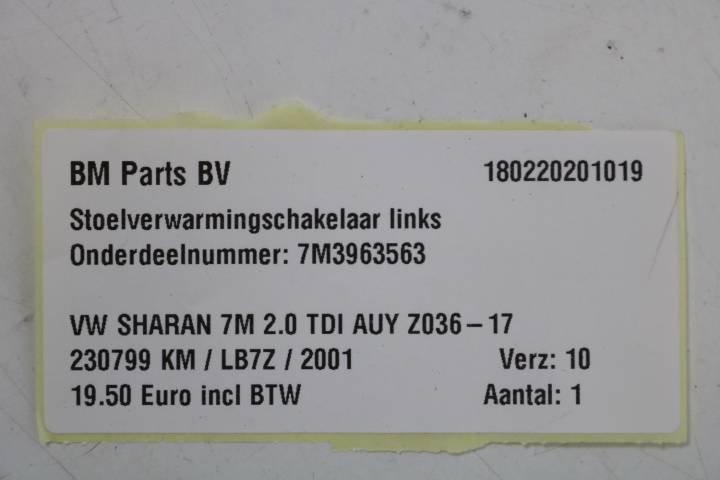 BM Parts BV 180220201019
Stoelverwarmingschakelaar links
Onderdeelnummer: 7M3963563
VW SHARAN 7M 2.0 TDI AUY Z036-17
230799 KM / LB7Z / 2001 Verz: 10
19.50 Euro incl BTW Aantal: 1